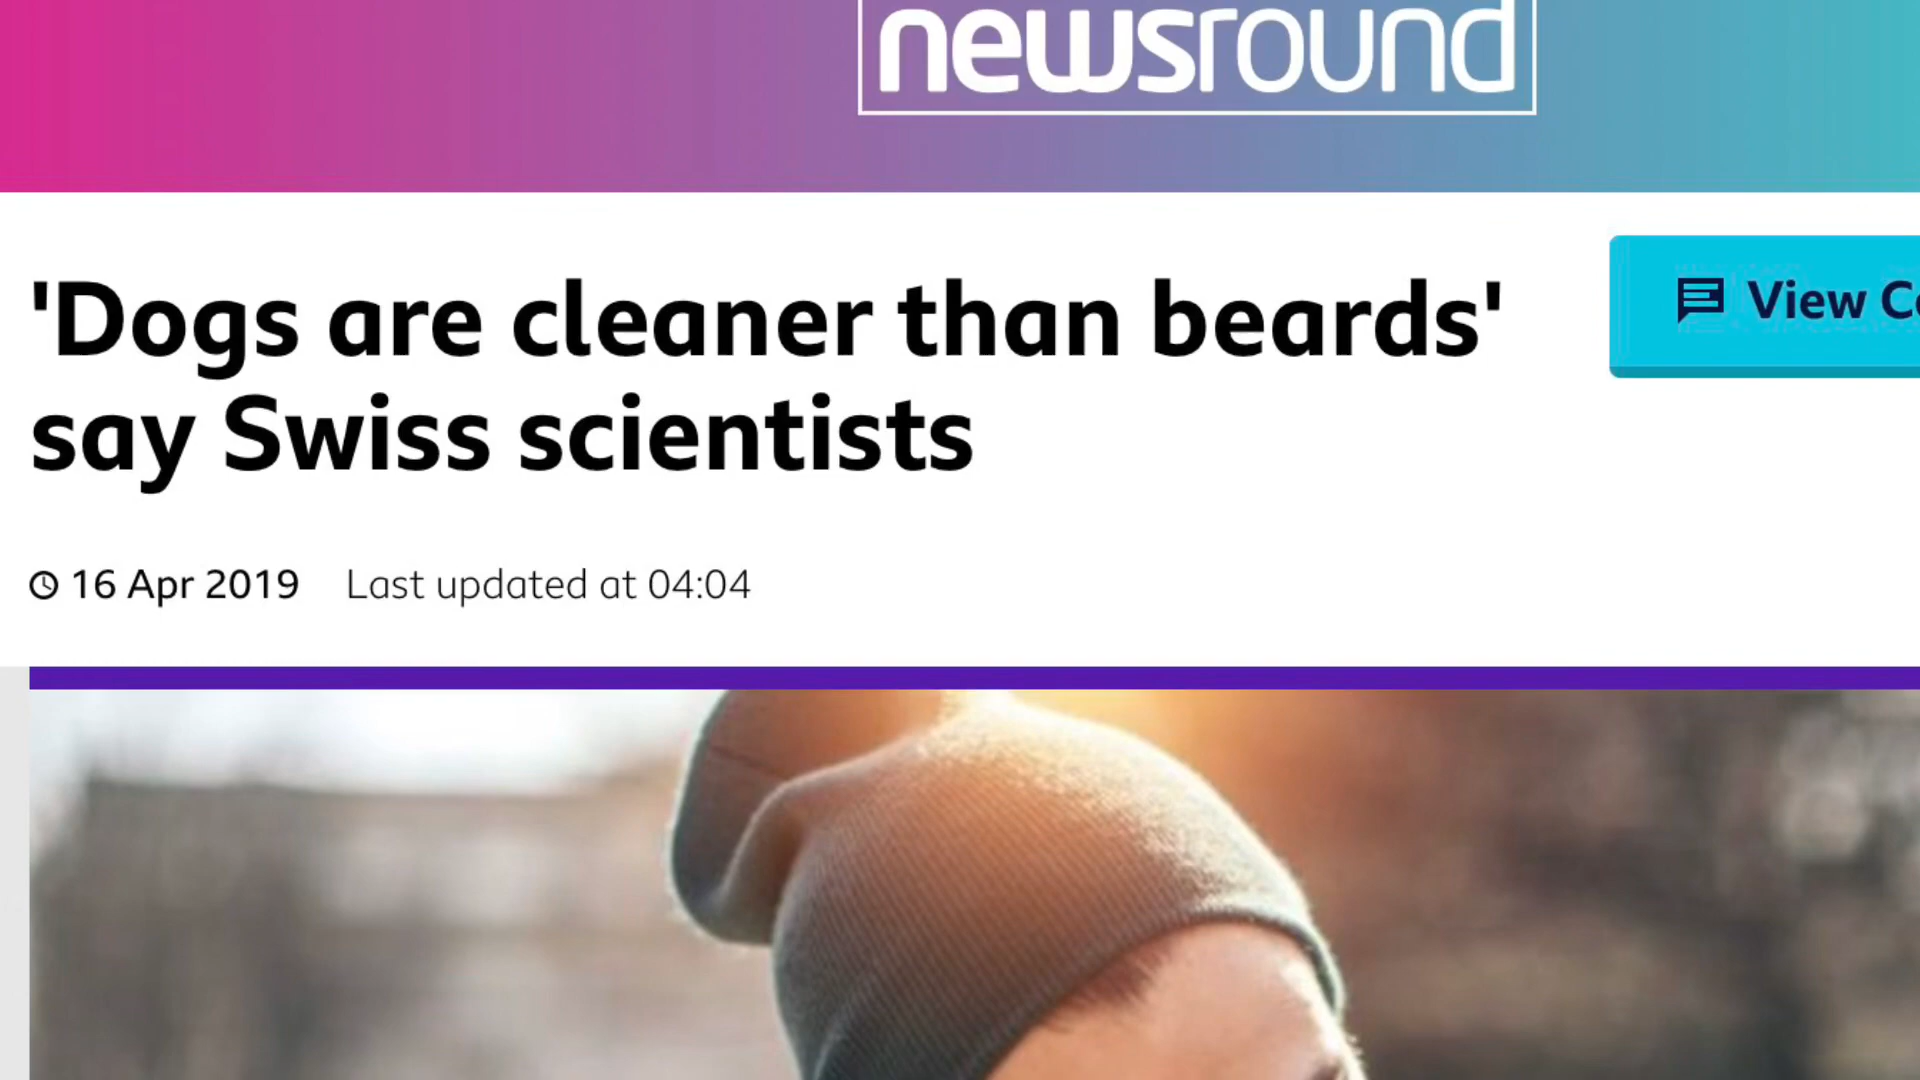 newsround
'Dogs are cleaner than beards'
say Swiss scientists
View
16 Apr 2019 Last updated at 04:04